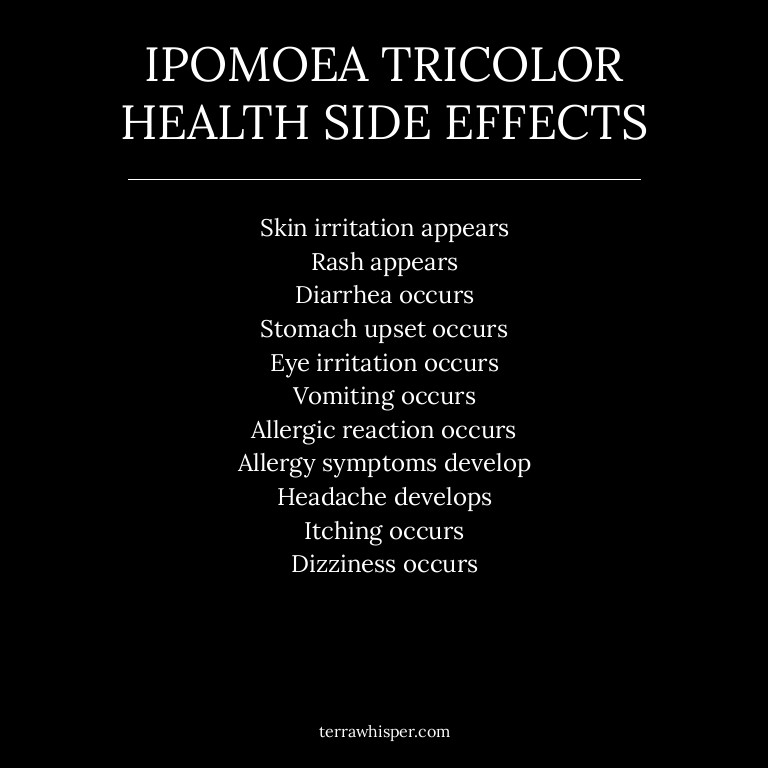 IPOMOEA TRICOLOR
HEALTH SIDE EFFECTS
Skin irritation appears
Rash appears
Diarrhea occurs
Stomach upset occurs
Eye irritation occurs
Vomiting occurs
Allergic reaction occurs
Allergy symptoms develop
Headache develops
Itching occurs
Dizziness occurs
terrawhisper.com